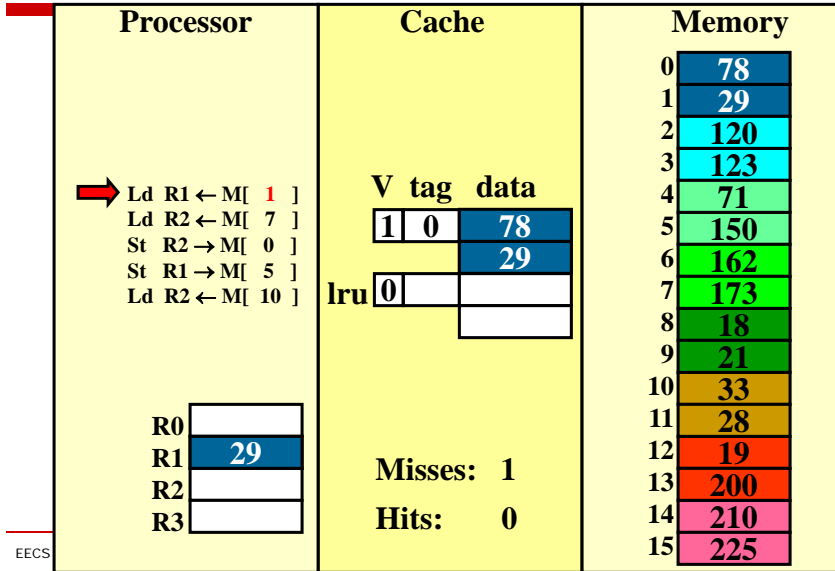 Processor
Ld R1 ← M[ 1 ]
Ld R2 ← M[ 7 ]
St R2 → M[ 0 ]
St R1 → M[ 5 ]
Ld R2 ← M[ 10 ]
R0
R1 29
R2
R3
EECS
Cache
V tag data
1 0 78
29
lru 0
Misses: 1
Hits: 0
Memory
0 78
1 29
2 120
3 123
4 71
5 150
6 162
7 173
8 18
9 21
10 33
11 28
12 19
13 200
14 210
15 225